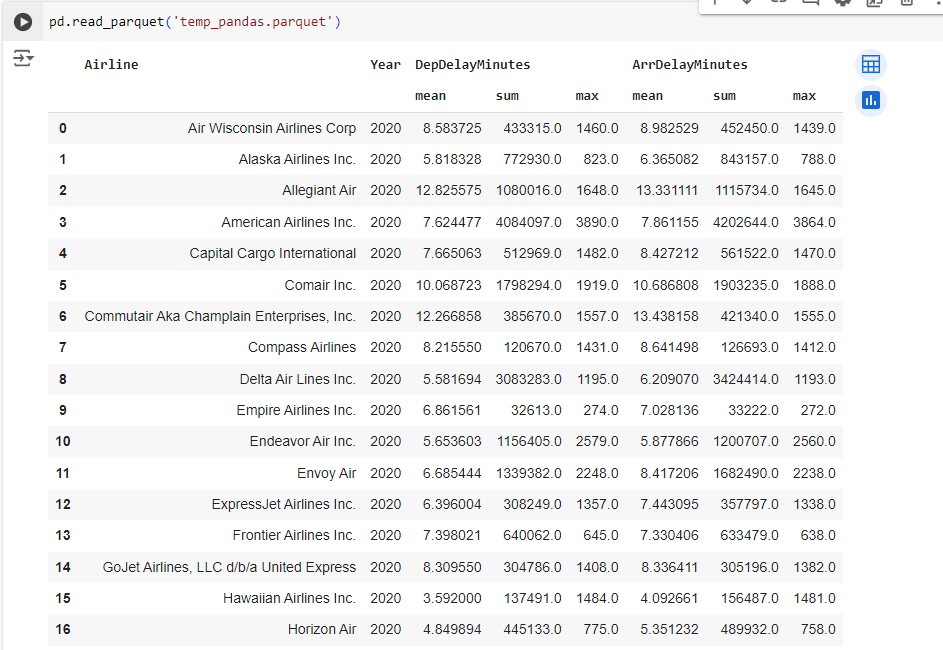 pd.read_parquet('temp_pandas.parquet')
Airline Year DepDelayMinutes ArrDelayMinutes
mean sum max mean sum max
0 Air Wisconsin Airlines Corp 2020 8.583725 433315.0 1460.0 8.982529 452450.0 1439.0
1 Alaska Airlines Inc. 2020 5.818328 772930.0 823.0 6.365082 843157.0 788.0
2 Allegiant Air 2020 12.825575 1080016.0 1648.0 13.331111 1115734.0 1645.0
3 American Airlines Inc. 2020 7.624477 4084097.0 3890.0 7.861155 4202644.0 3864.0
4 Capital Cargo International 2020 7.665063 512969.0 1482.0 8.427212 561522.0 1470.0
5 Comair Inc. 2020 10.068723 1798294.0 1919.0 10.686808 1903235.0 1888.0
6 Commutair Aka Champlain Enterprises, Inc. 2020 12.266858 385670.0 1557.0 13.438158 421340.0 1555.0
7 Compass Airlines 2020 8.215550 120670.0 1431.0 8.641498 126693.0 1412.0
8 Delta Air Lines Inc. 2020 5.581694 3083283.0 1195.0 6.209070 3424414.0 1193.0
9 Empire Airlines Inc. 2020 6.861561 32613.0 274.0 7.028136 33222.0 272.0
10 Endeavor Air Inc. 2020 5.653603 1156405.0 2579.0 5.877866 1200707.0 2560.0
11 Envoy Air 2020 6.685444 1339382.0 2248.0 8.417206 1682490.0 2238.0
12 ExpressJet Airlines Inc. 2020 6.396004 308249.0 1357.0 7.443095 357797.0 1338.0
13 Frontier Airlines Inc. 2020 7.398021 640062.0 645.0 7.330406 633479.0 638.0
14 GoJet Airlines, LLC d/b/a United Express 2020 8.309550 304786.0 1408.0 8.336411 305196.0 1382.0
15 Hawaiian Airlines Inc. 2020 3.592000 137491.0 1484.0 4.092661 156487.0 1481.0
16 Horizon Air 2020 4.849894 445133.0 775.0 5.351232 489932.0 758.0